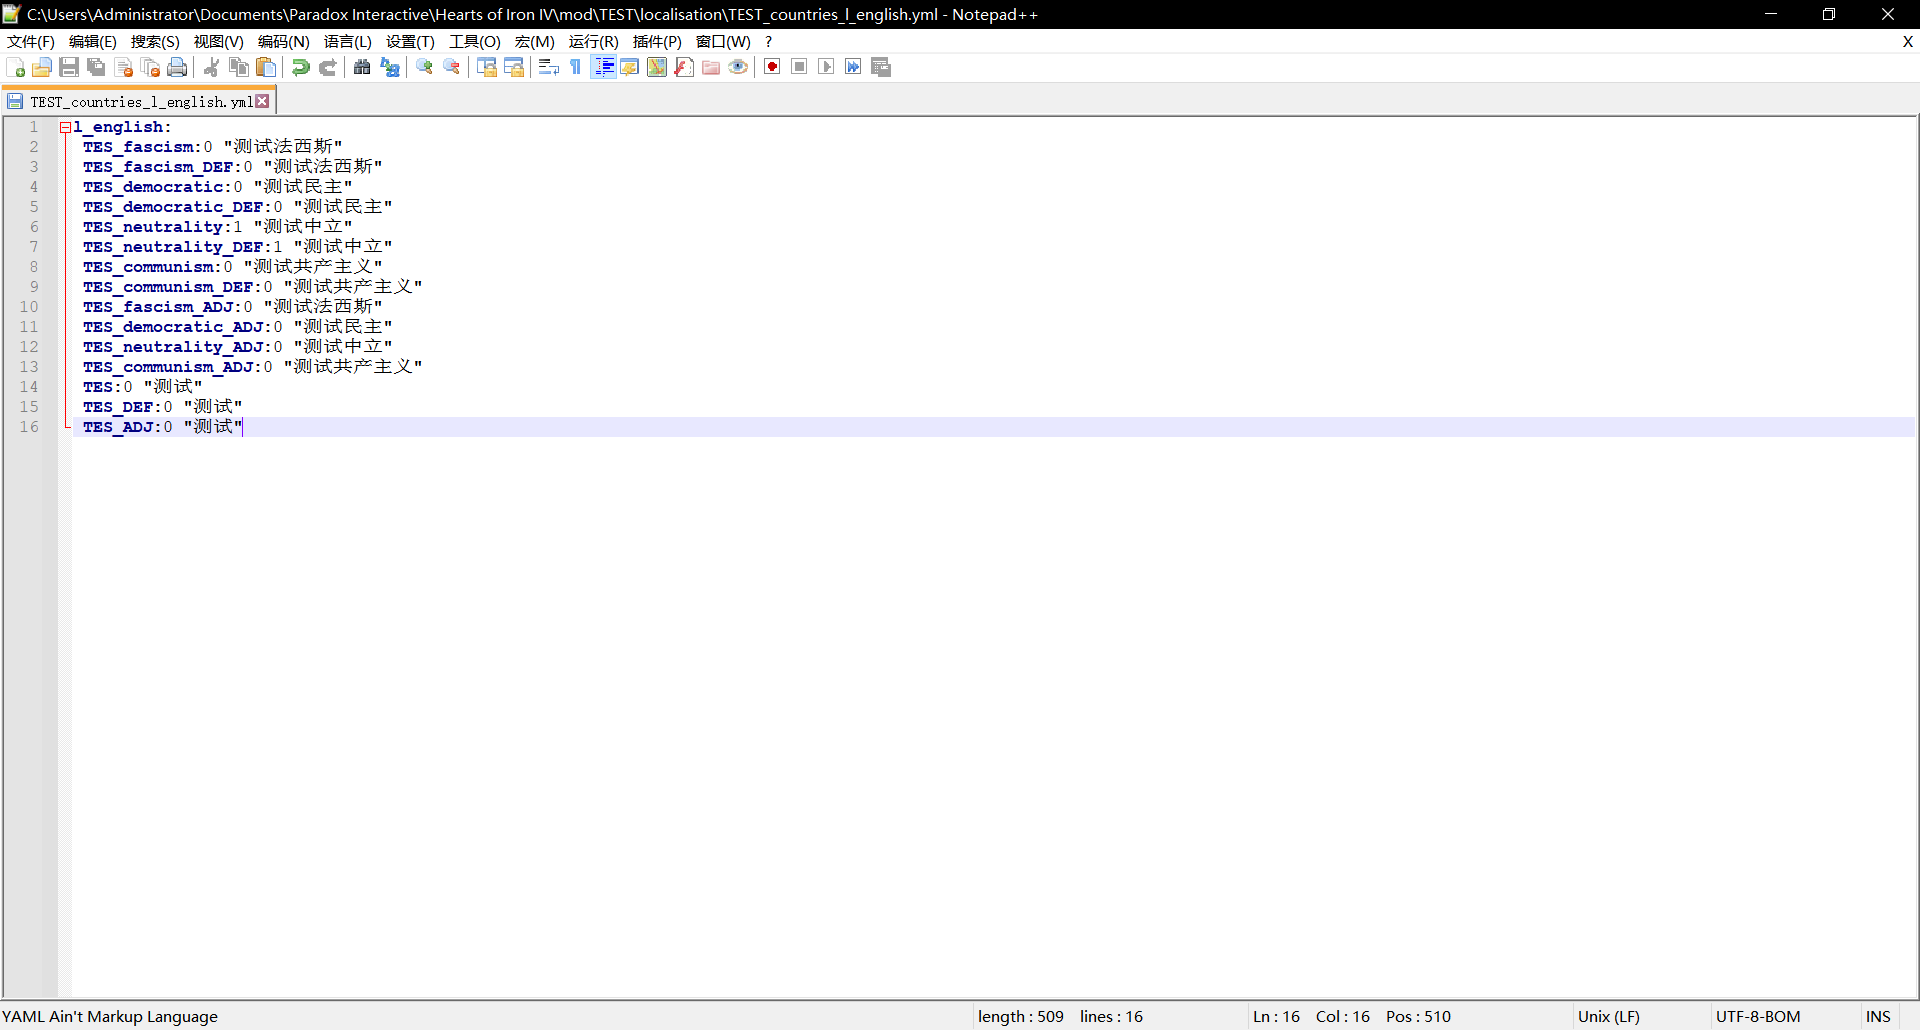 C:\Users\Administrator\Documents\Paradox Interactive\Hearts of Iron IV\mod\TEST\localisation\TEST_countries_l_english.yml - Notepad++
文件(F) 编辑(E) 搜索(S) 视图(V) 编码(N) 语言(L) 设置(T) 工具(O) 宏(M) 运行(R) 插件(P) 窗口(W) ? X
TEST_countries_l_english.yml
1 l_english:
2 TES_fascism:0 "测试法西斯"
3 TES_fascism_DEF:0 "测试法西斯"
4 TES_democratic:0 "测试民主"
5 TES_democratic_DEF:0 "测试民主"
6 TES_neutrality:1 "测试中立"
7 TES_neutrality_DEF:1 "测试中立"
8 TES_communism:0 "测试共产主义"
9 TES_communism_DEF:0 "测试共产主义"
10 TES_fascism_ADJ:0 "测试法西斯"
11 TES_democratic_ADJ:0 "测试民主"
12 TES_neutrality_ADJ:0 "测试中立"
13 TES_communism_ADJ:0 "测试共产主义"
14 TES:0 "测试"
15 TES_DEF:0 "测试"
16 TES_ADJ:0 "测试"
YAML Ain't Markup Language length : 509 lines : 16 Ln : 16 Col : 16 Pos : 510 Unix (LF) UTF-8-BOM INS